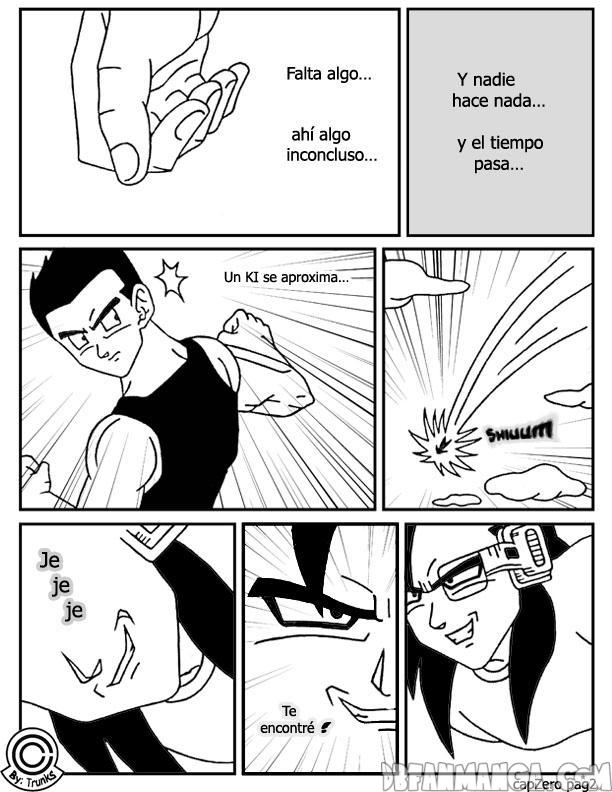 Falta algo...
ahí algo
inconcluso...
Y nadie
hace nada...
y el tiempo
pasa...
Un KI se aproxima...
SHIUUM
Je
je
je
Te
encontré !
By: Trunks
DBFANMANGA.COM
capZero pag2